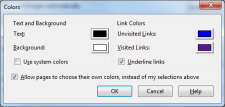 Colors
Text and Background
Link Colors
Text:
Unvisited Links:
Background:
Visited Links:
Use system colors
Underline links
Allow pages to choose their own colors, instead of my selections above
OK
Cancel
Help